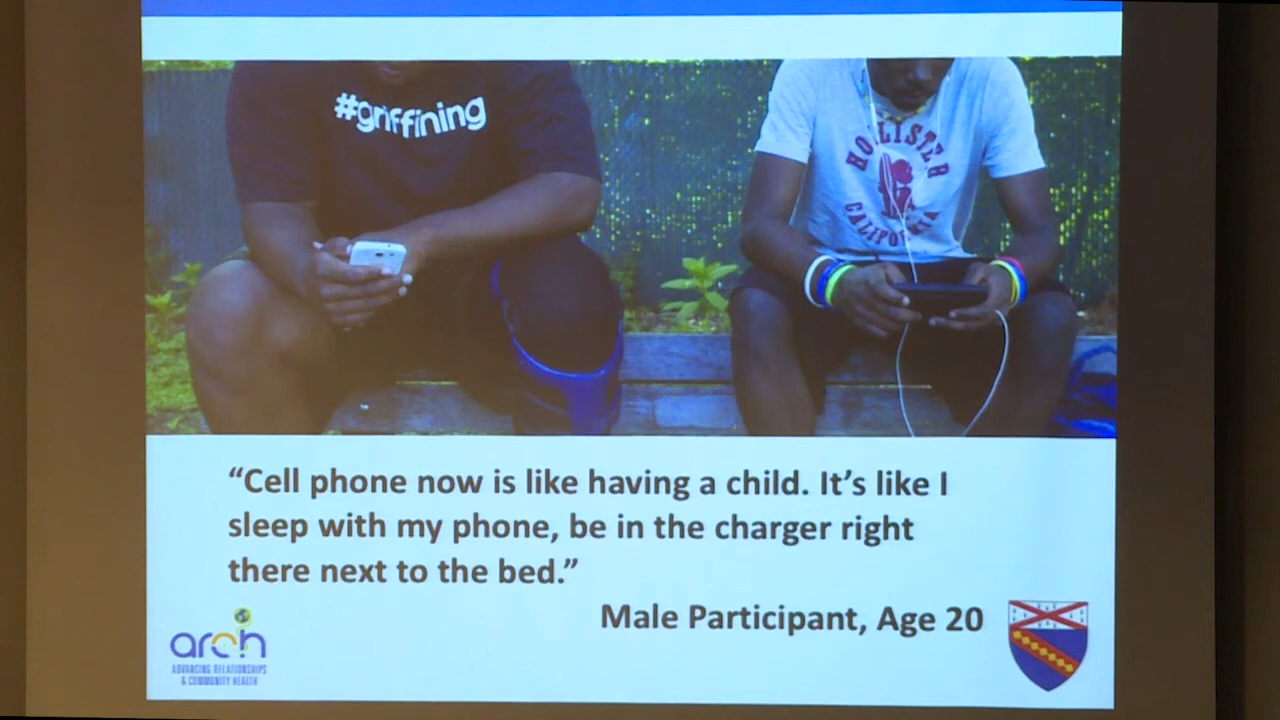 #griffining
HOLLISTER
CALIFORNIA
“Cell phone now is like having a child. It’s like I
sleep with my phone, be in the charger right
there next to the bed.”
Male Participant, Age 20
arch
ADVANCING RELATIONSHIPS
& COMMUNITY HEALTH